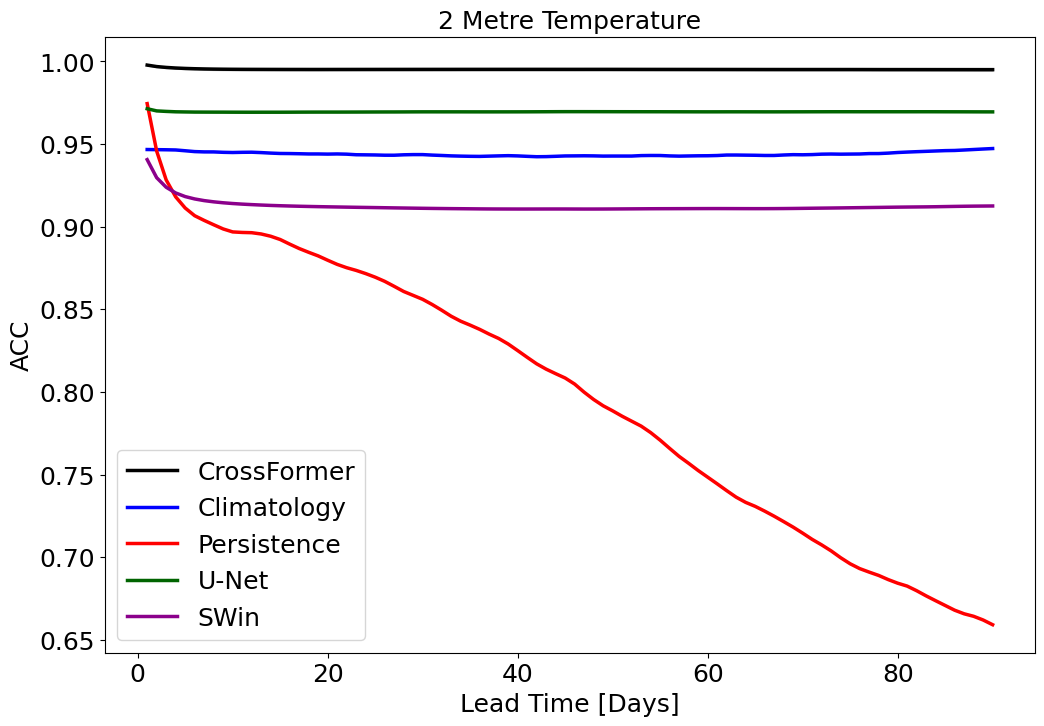 2 Metre Temperature
ACC
1.00
0.95
0.90
0.85
0.80
0.75
0.70
0.65
CrossFormer
Climatology
Persistence
U-Net
SWin
0 20 40 60 80
Lead Time [Days]